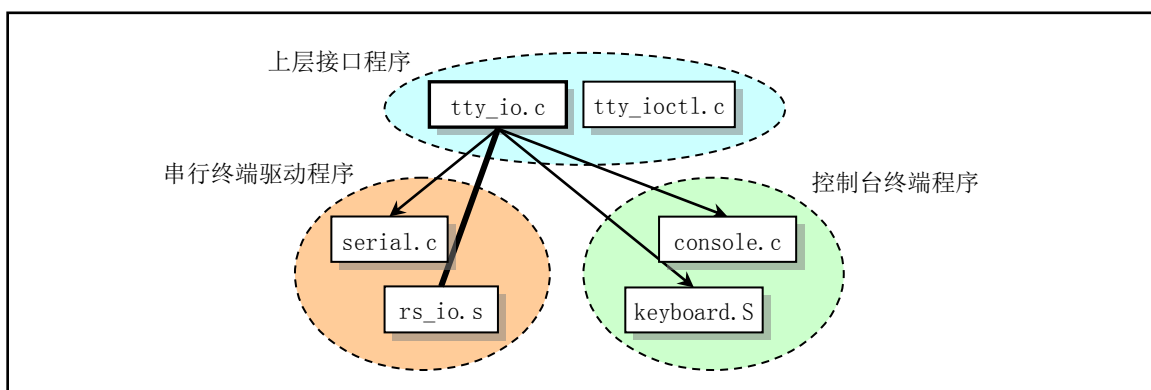 上层接口程序
tty_io.c
tty_ioctl.c
串行终端驱动程序
控制台终端程序
serial.c
console.c
rs_io.s
keyboard.S